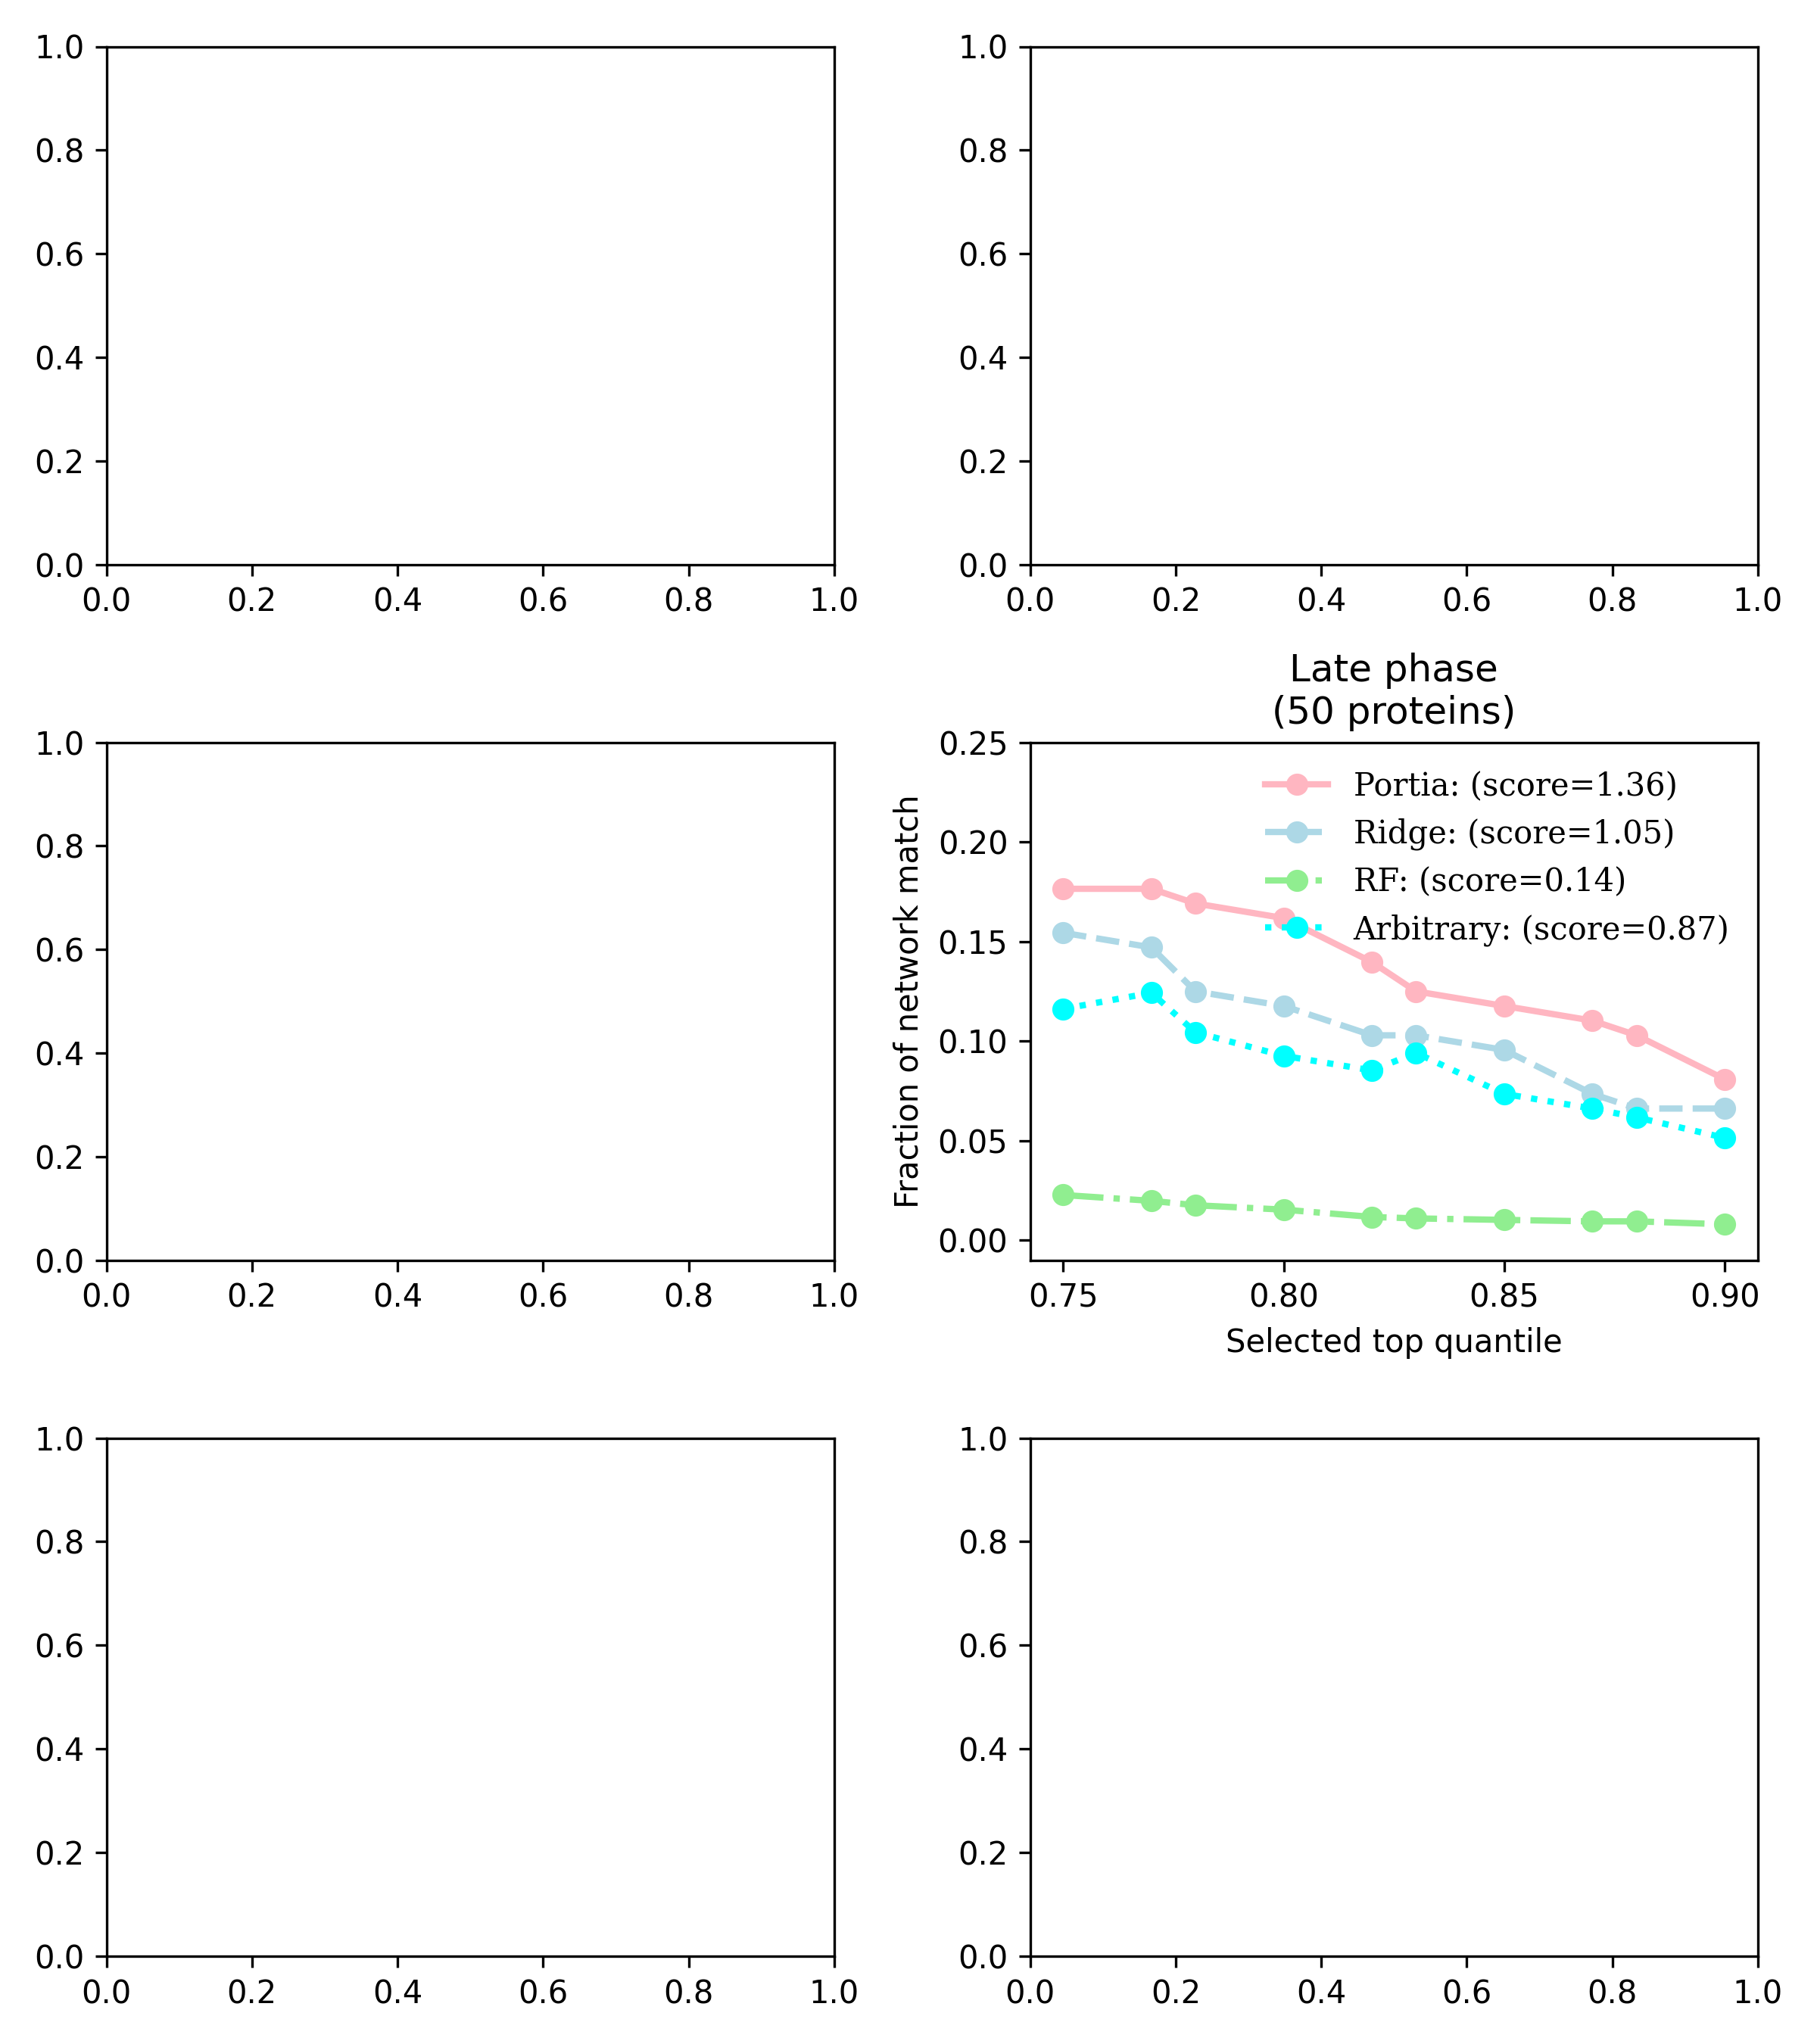 1.0
0.8
0.6
0.4
0.2
0.0
0.0 0.2 0.4 0.6 0.8 1.0
1.0
0.8
0.6
0.4
0.2
0.0
0.0 0.2 0.4 0.6 0.8 1.0
1.0
0.8
0.6
0.4
0.2
0.0
0.0 0.2 0.4 0.6 0.8 1.0
Late phase
(50 proteins)
Fraction of network match
0.25
0.20
0.15
0.10
0.05
0.00
Portia: (score=1.36)
Ridge: (score=1.05)
RF: (score=0.14)
Arbitrary: (score=0.87)
0.75 0.80 0.85 0.90
Selected top quantile
1.0
0.8
0.6
0.4
0.2
0.0
0.0 0.2 0.4 0.6 0.8 1.0
1.0
0.8
0.6
0.4
0.2
0.0
0.0 0.2 0.4 0.6 0.8 1.0